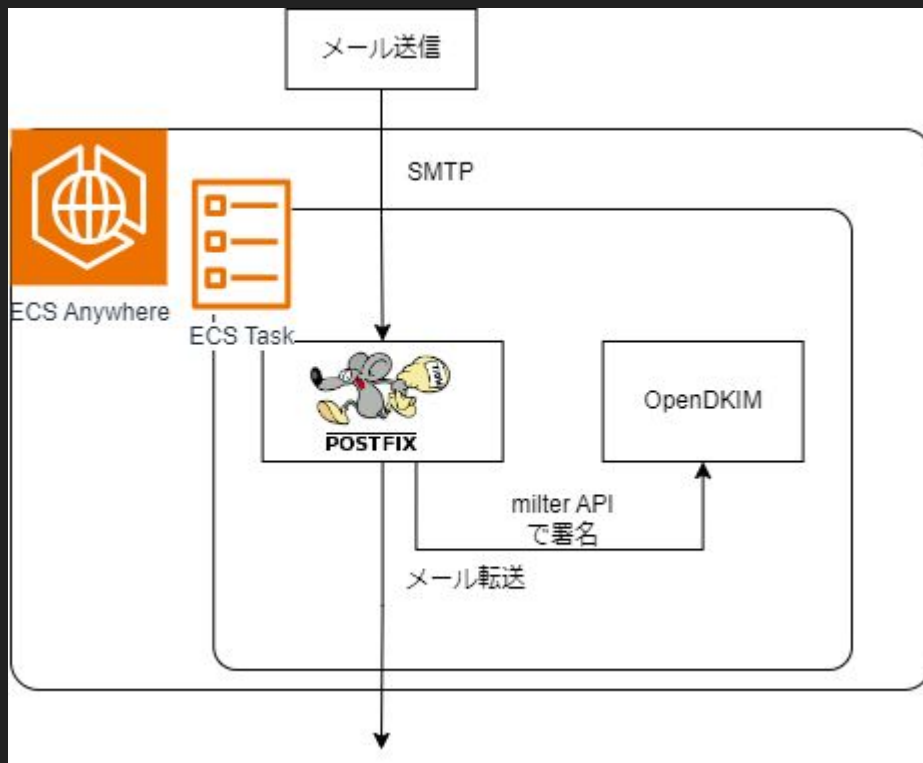 メール送信
SMTP
ECS Anywhere
ECS Task
POSTFIX
OpenDKIM
milter API
で署名
メール転送